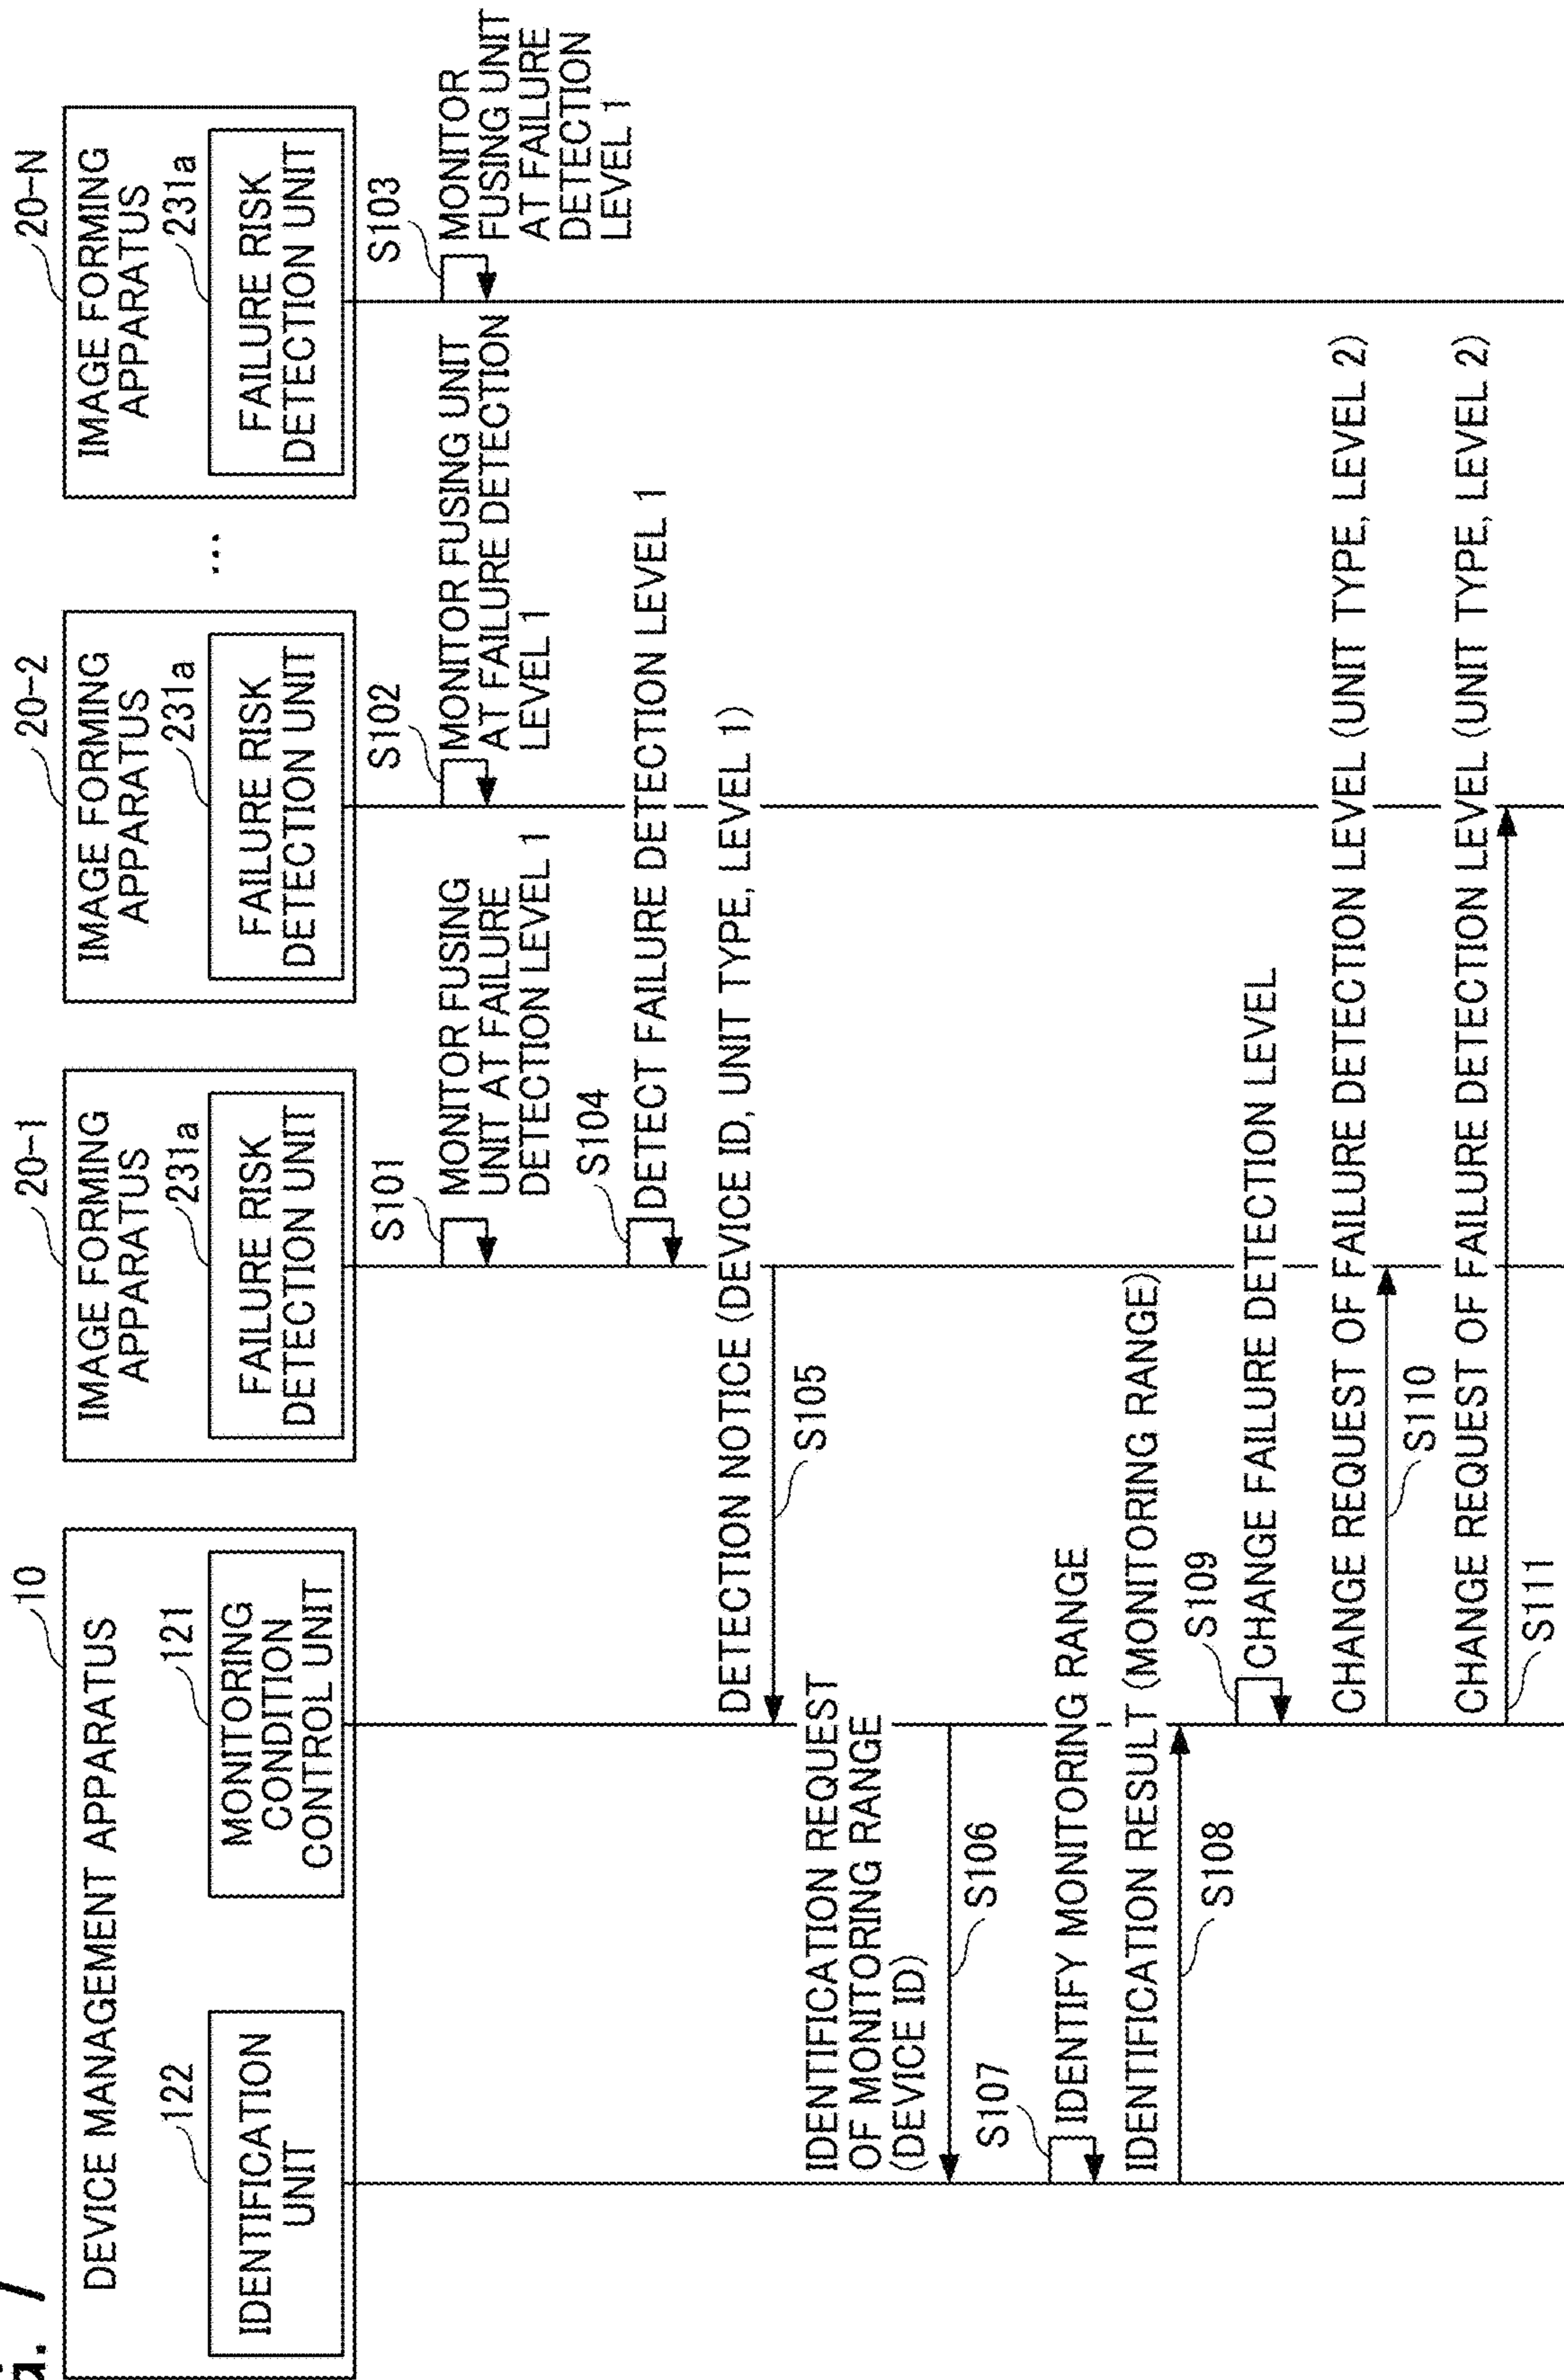 DEVICE MANAGEMENT APPARATUS
10
122
IDENTIFICATION
UNIT
121
MONITORING
CONDITION
CONTROL UNIT
20-1
IMAGE FORMING
APPARATUS
231a
FAILURE RISK
DETECTION UNIT
20-2
IMAGE FORMING
APPARATUS
231a
FAILURE RISK
DETECTION UNIT
...
20-N
IMAGE FORMING
APPARATUS
231a
FAILURE RISK
DETECTION UNIT
S101
MONITOR FUSING
UNIT AT FAILURE
DETECTION LEVEL 1
S102
MONITOR FUSING UNIT
AT FAILURE DETECTION
LEVEL 1
S103
MONITOR
FUSING UNIT
AT FAILURE
DETECTION
LEVEL 1
S104
DETECT FAILURE DETECTION LEVEL 1
DETECTION NOTICE (DEVICE ID, UNIT TYPE, LEVEL 1)
S105
IDENTIFICATION REQUEST
OF MONITORING RANGE
(DEVICE ID)
S106
S107
IDENTIFY MONITORING RANGE
IDENTIFICATION RESULT (MONITORING RANGE)
S108
S109
CHANGE FAILURE DETECTION LEVEL
CHANGE REQUEST OF FAILURE DETECTION LEVEL (UNIT TYPE, LEVEL 2)
S110
CHANGE REQUEST OF FAILURE DETECTION LEVEL (UNIT TYPE, LEVEL 2)
S111